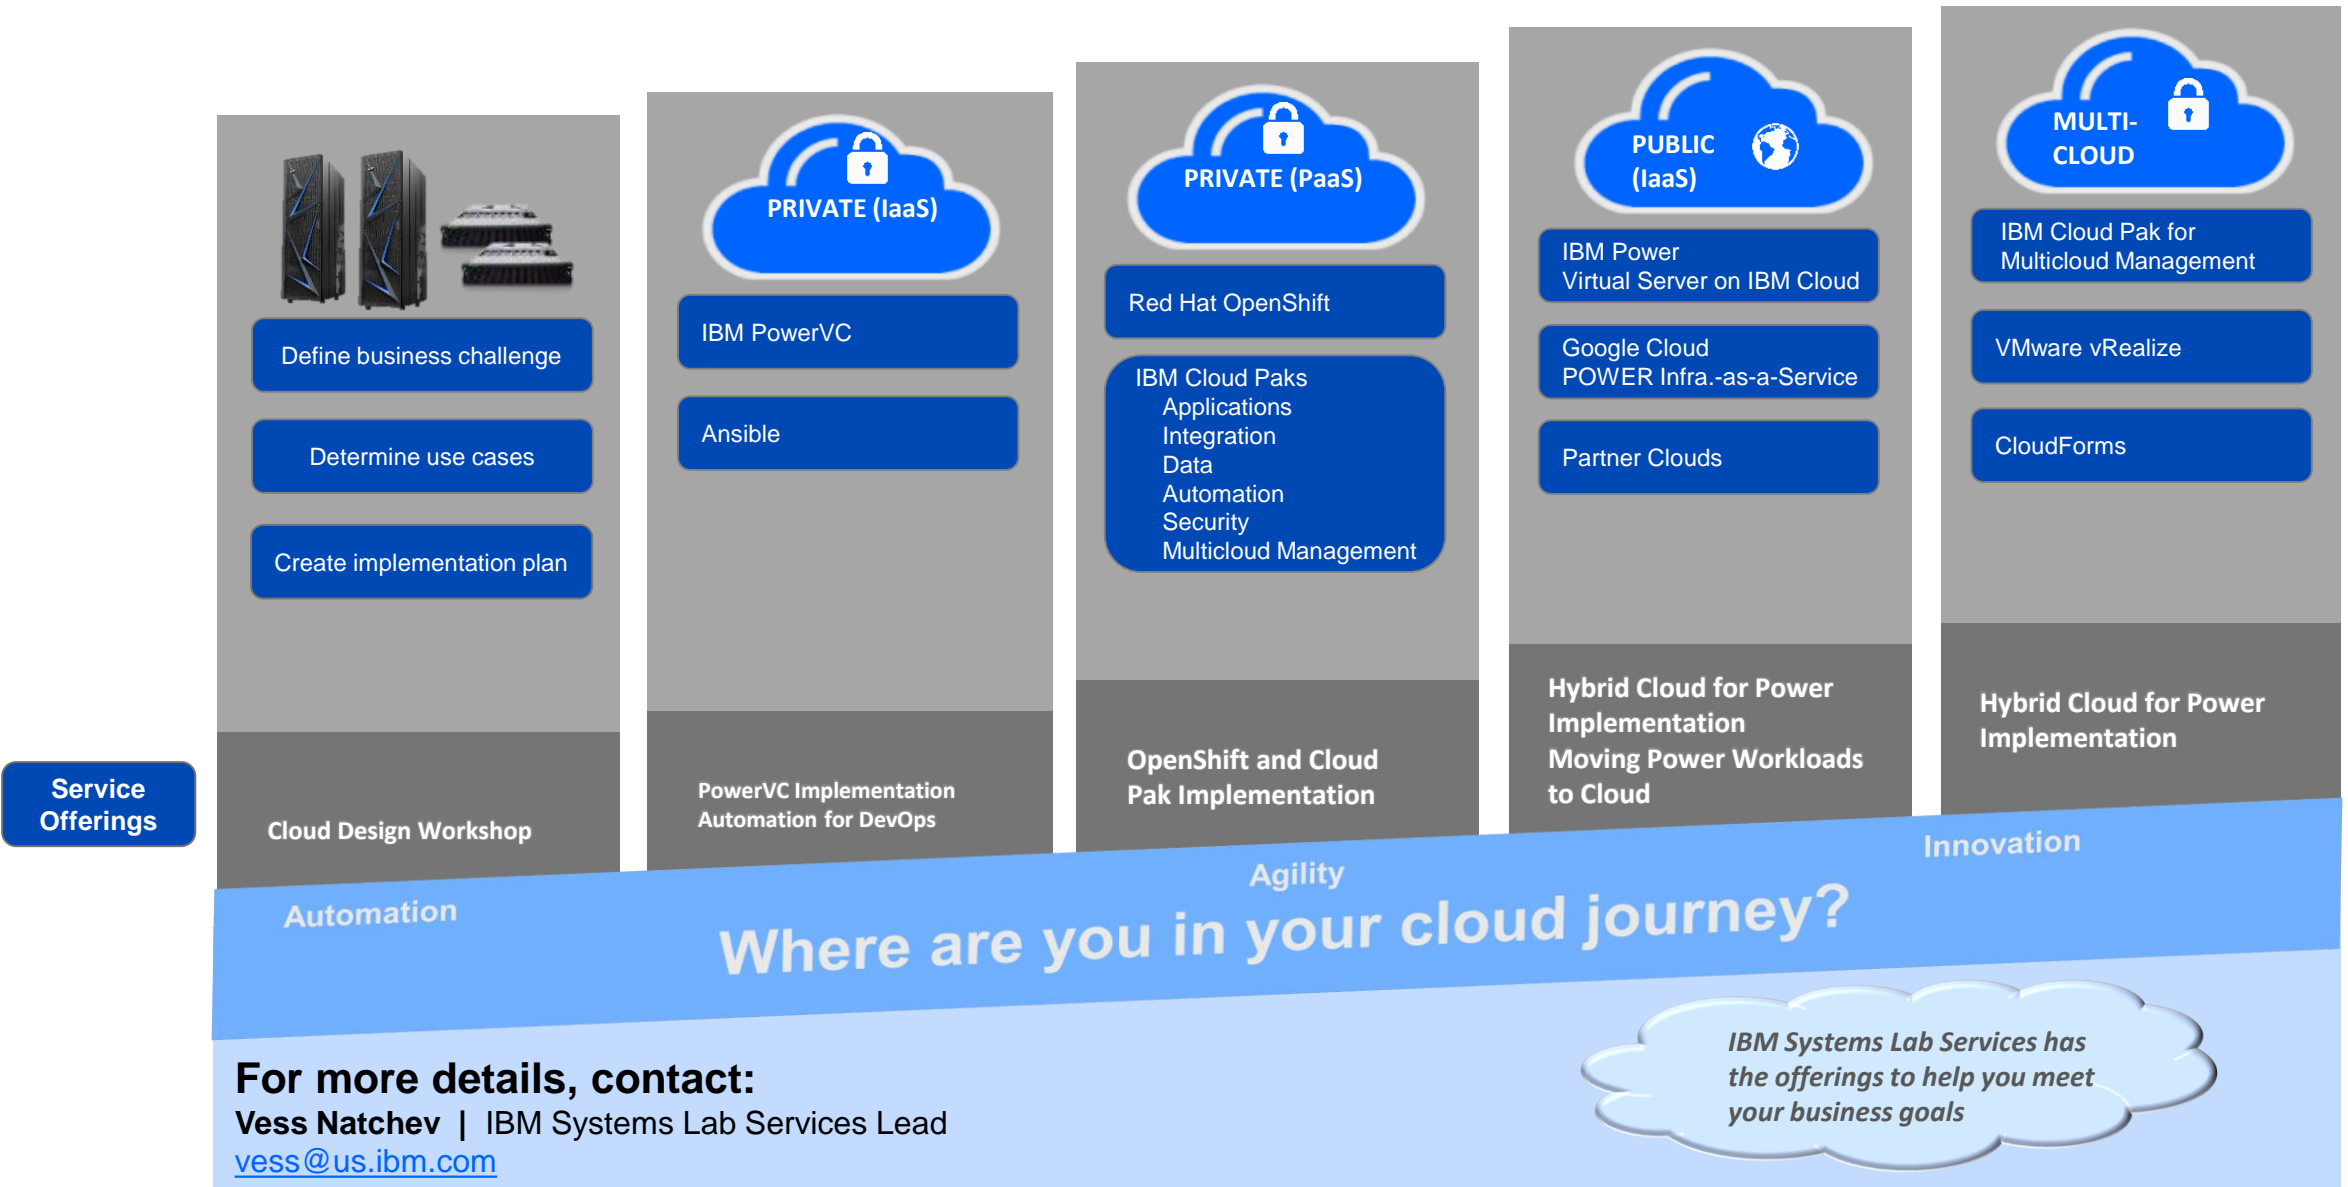 Define business challenge
Determine use cases
Create implementation plan
Cloud Design Workshop
PRIVATE (IaaS)
IBM PowerVC
Ansible
PowerVC Implementation
Automation for DevOps
PRIVATE (PaaS)
Red Hat OpenShift
IBM Cloud Paks
Applications
Integration
Data
Automation
Security
Multicloud Management
OpenShift and Cloud
Pak Implementation
PUBLIC
(IaaS)
IBM Power
Virtual Server on IBM Cloud
Google Cloud
POWER Infra.-as-a-Service
Partner Clouds
Hybrid Cloud for Power
Implementation
Moving Power Workloads
to Cloud
MULTI-
CLOUD
IBM Cloud Pak for
Multicloud Management
VMware vRealize
CloudForms
Hybrid Cloud for Power
Implementation
Service
Offerings
Automation
Agility
Innovation
Where are you in your cloud journey?
For more details, contact:
Vess Natchev | IBM Systems Lab Services Lead
vess@us.ibm.com
IBM Systems Lab Services has
the offerings to help you meet
your business goals